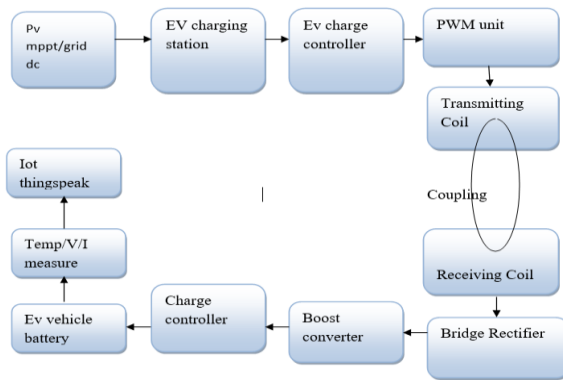 Pv
mppt/grid
dc
EV charging
station
Ev charge
controller
PWM unit
Transmitting
Coil
Coupling
Receiving Coil
Bridge Rectifier
Boost
converter
Charge
controller
Ev vehicle
battery
Temp/V/I
measure
Iot
thingspeak